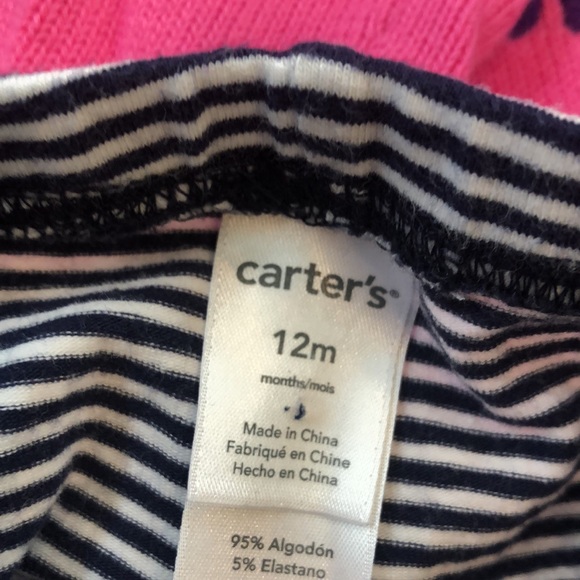 carter's®
12m
months/mois
Made in China
Fabriqué en Chine
Hecho en China
95% Algodón
5% Elastano